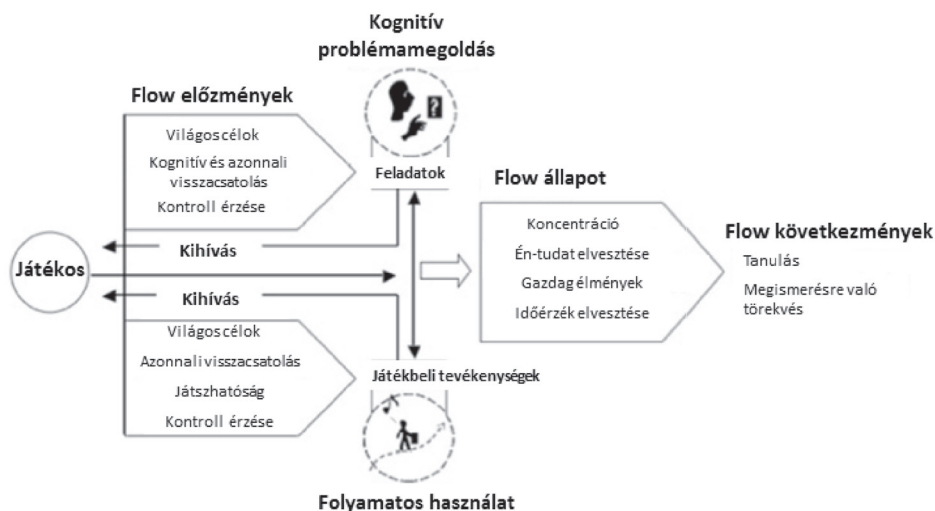 Kognitív
problémamegoldás
Flow előzmények
Világos célok
Kognitív és azonnali
visszacsatolás
Kontroll érzése
?
Feladatok
Kihívás
Játékos
Kihívás
Világos célok
Azonnali visszacsatolás
Játszhatóság
Kontroll érzése
Játékbeli tevékenységek
Folyamatos használat
Flow állapot
Koncentráció
Én-tudat elvesztése
Gazdag élmények
Időérzék elvesztése
Flow következmények
Tanulás
Megismerésre való
törekvés